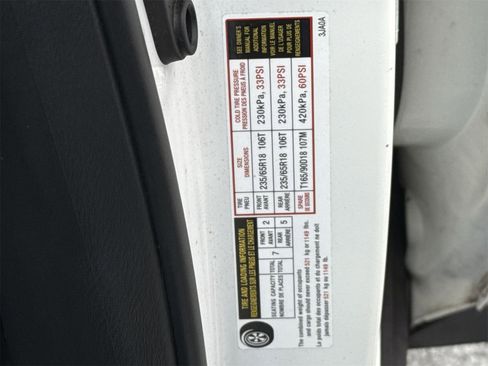 TIRE AND LOADING INFORMATION
RENSEIGNEMENTS SUR LES PNEUS ET LE CHARGEMENT
SEATING CAPACITY TOTAL 7 FRONT AVANT 2 REAR ARRIÈRE 5
NOMBRE DE PLACES TOTAL
The combined weight of occupants
and cargo should never exceed 521 kg or 1149 lbs.
Le poids total des occupants et du chargement ne doit
jamais dépasser 521 kg ou 1149 lb.
TIRE PNEU SIZE DIMENSIONS COLD TIRE PRESSURE PRESSION DES PNEUS À FROID
FRONT AVANT 235/65R18 106T 230kPa, 33PSI
REAR ARRIÈRE 235/65R18 106T 230kPa, 33PSI
SPARE DE SECOURS T165/90D18 107M 420kPa, 60PSI
SEE OWNER'S
MANUAL FOR
ADDITIONAL
INFORMATION
VOIR LE MANUEL
DE L'USAGER
POUR PLUS DE
RENSEIGNEMENTS
3JA0A